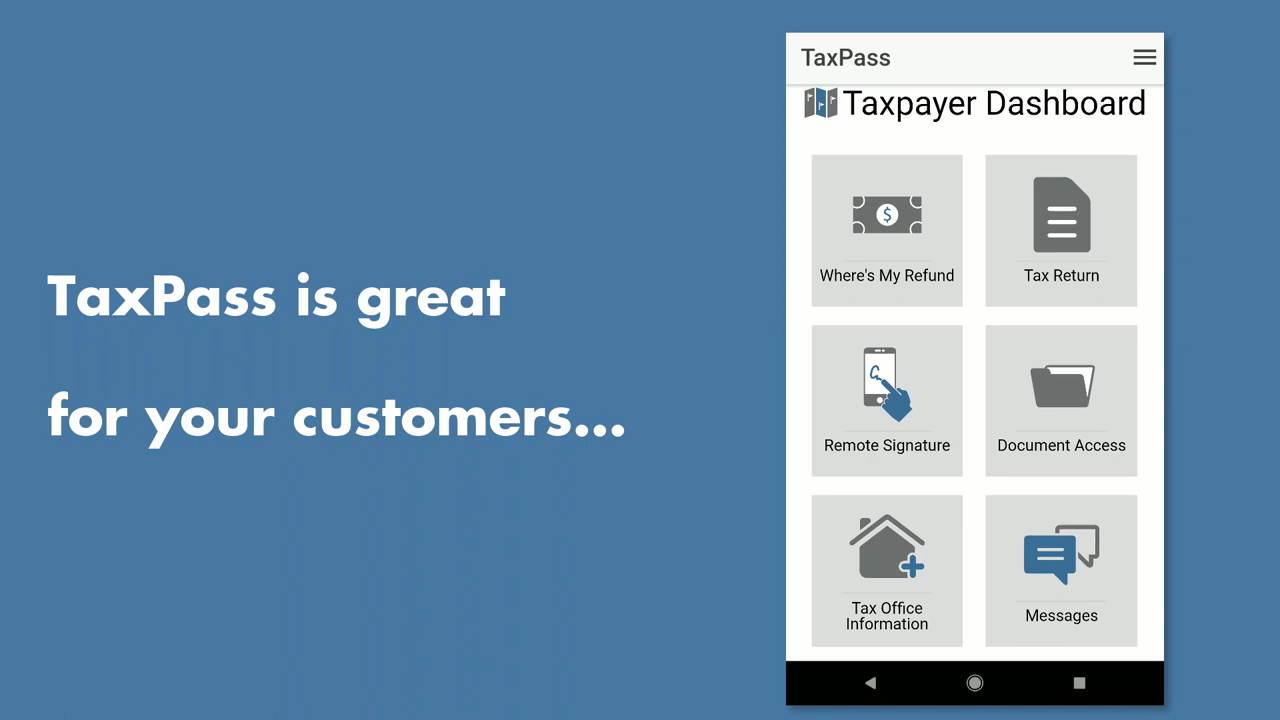 TaxPass is great
for your customers...
TaxPass
Taxpayer Dashboard
$
Where's My Refund
Tax Return
Remote Signature
Document Access
Tax Office
Information
Messages